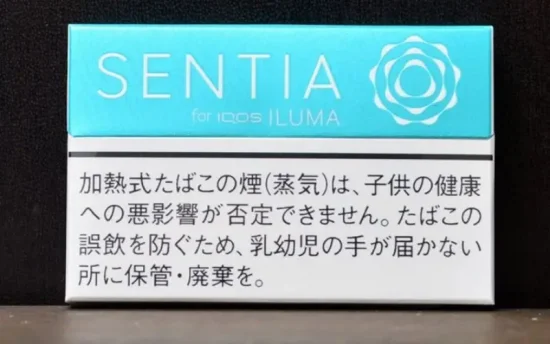 SENTIA
for IQOS ILUMA
加熱式たばこの煙(蒸気)は、子供の健康
への悪影響が否定できません。たばこの
誤飲を防ぐため、乳幼児の手が届かない
所に保管・廃棄を。